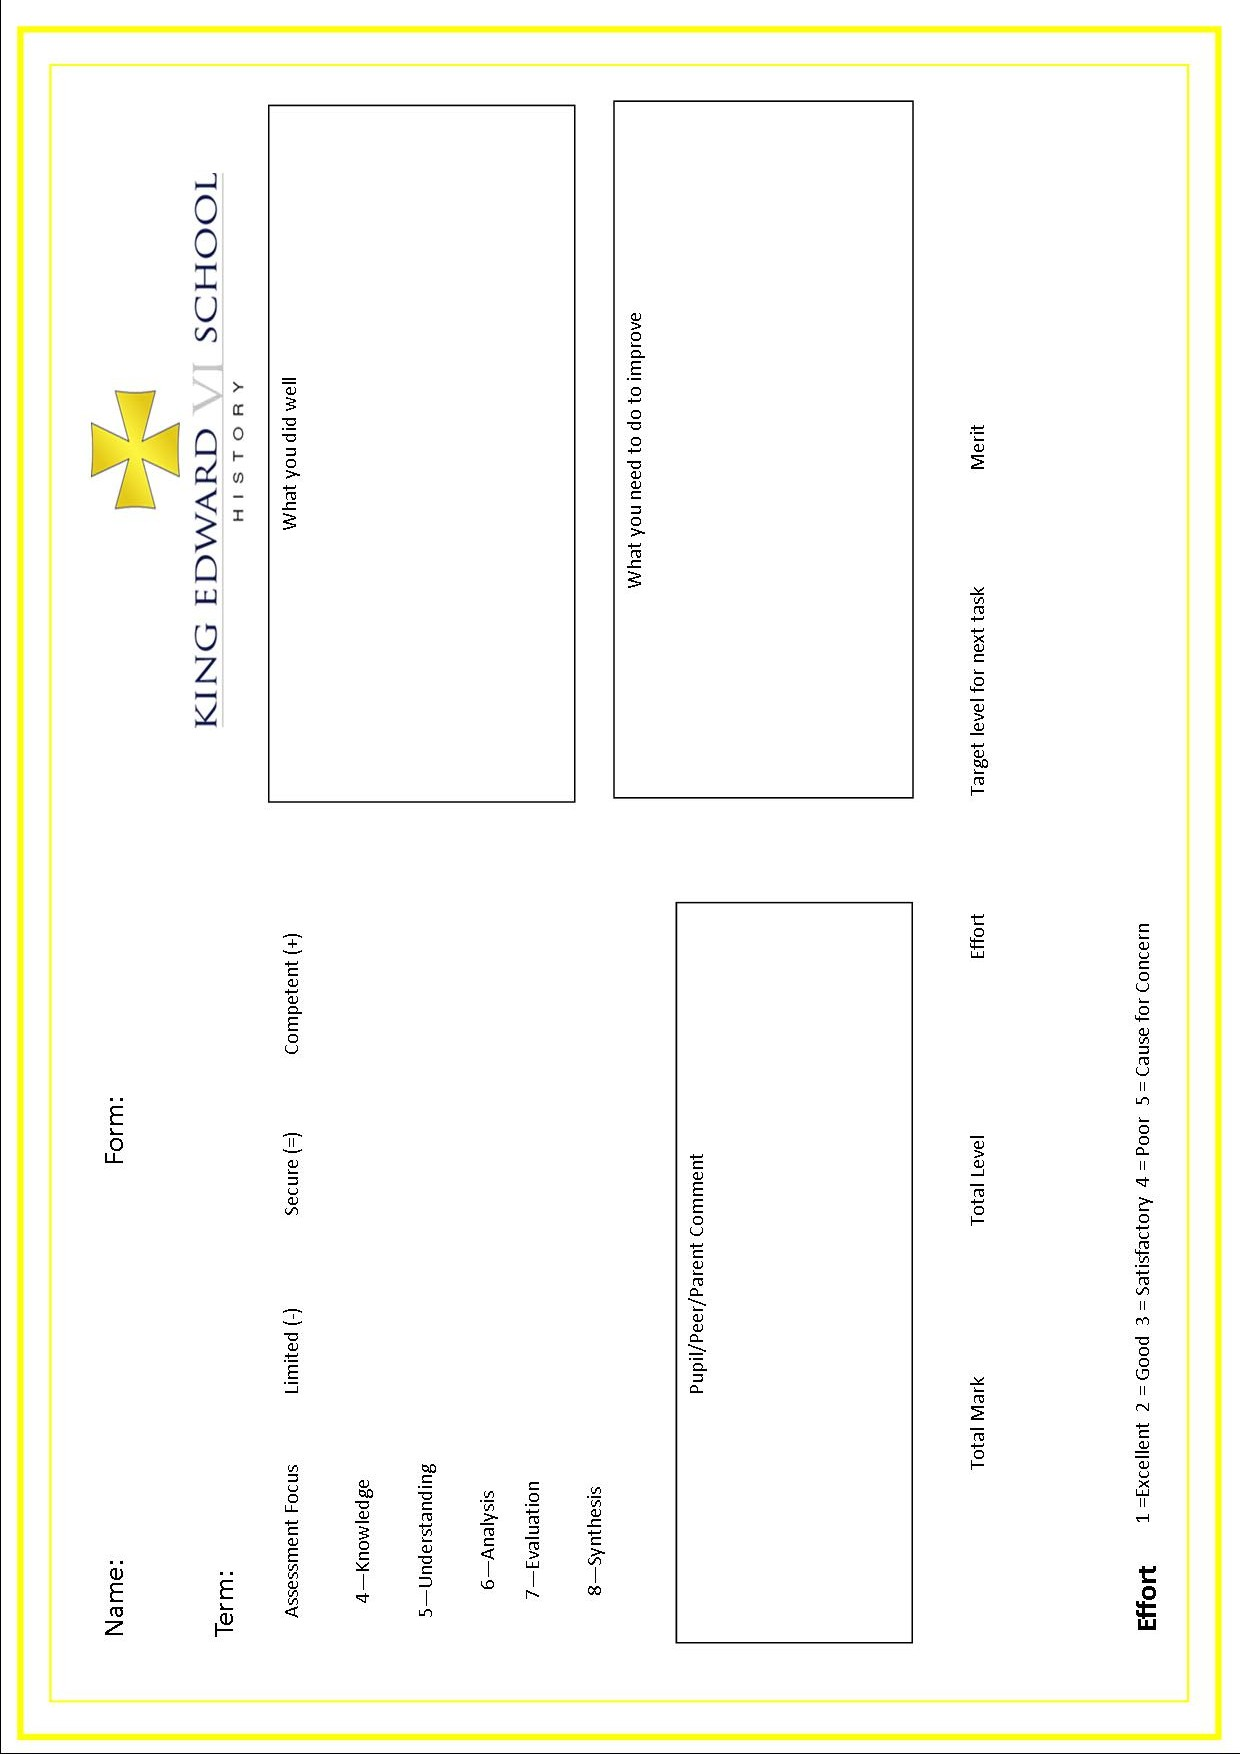 Name:
Form:
KING EDWARD VI SCHOOL
HISTORY
Term:
Assessment Focus
Limited (-)
Secure (=)
Competent (+)
4—Knowledge
5—Understanding
6—Analysis
7—Evaluation
8—Synthesis
What you did well
What you need to do to improve
Pupil/Peer/Parent Comment
Total Mark
Total Level
Effort
Target level for next task
Merit
Effort
1 =Excellent 2 = Good 3 = Satisfactory 4 = Poor 5 = Cause for Concern